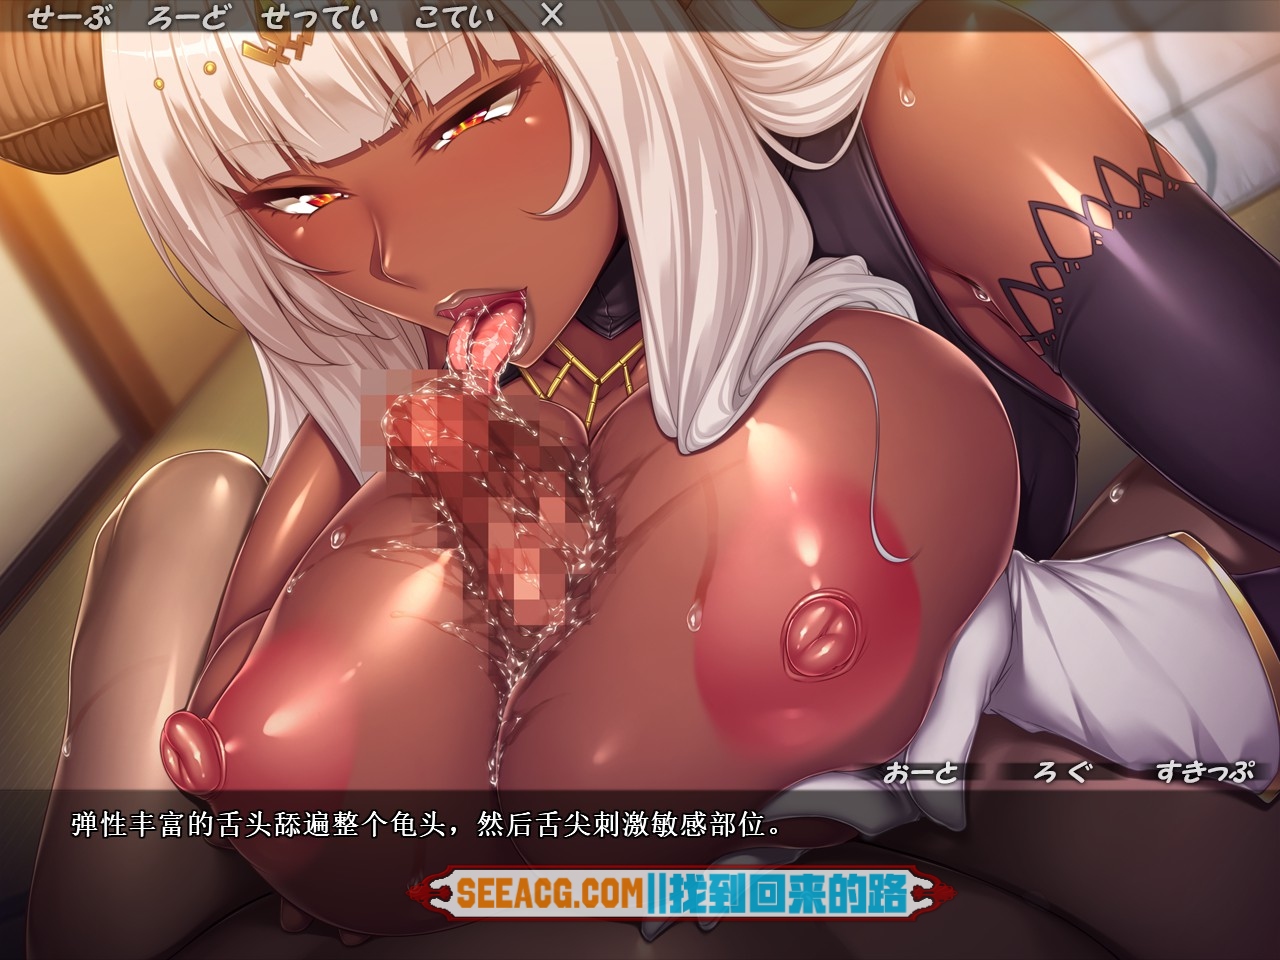 せーぶ ろーど せってい こてい ×
おーと ろぐ すきっぷ
弹性丰富的舌头舔遍整个龟头，然后舌尖刺激敏感部位。
SEEACG.COM||找到回来的路